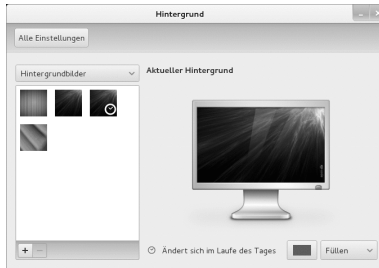 Hintergrund
Alle Einstellungen
Hintergrundbilder
Aktueller Hintergrund
Ändert sich im Laufe des Tages
Füllen